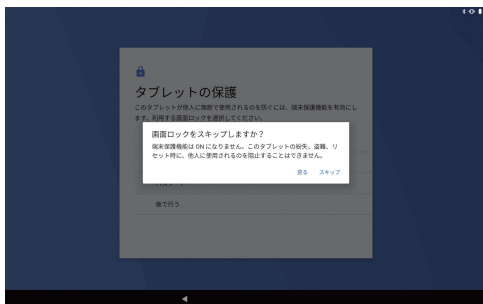 タブレットの保護
このタブレットが他人に無断で使用されるのを防ぐには、端末保護機能を有効にし
ます。利用する画面ロックを選択してください。
画面ロックをスキップしますか？
端末保護機能は ON になりません。このタブレットの紛失、盗難、リ
セット時に、他人に使用されるのを阻止することはできません。
戻る スキップ
後で行う